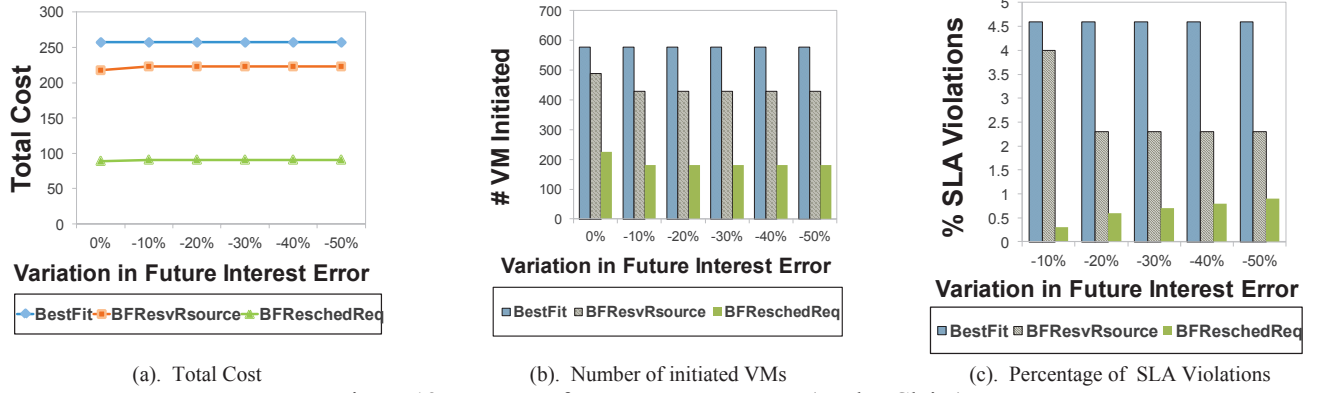 300
250
200
150
100
50
0
Total Cost
0% -10% -20% -30% -40% -50%
Variation in Future Interest Error
BestFit BFResvRsource BFReschedReq
(a). Total Cost
700
600
500
400
300
200
100
0
# VM Initiated
0% -10% -20% -30% -40% -50%
Variation in Future Interest Error
BestFit BFResvRsource BFReschedReq
(b). Number of initiated VMs
5
4.5
4
3.5
3
2.5
2
1.5
1
0.5
0
% SLA Violations
-10% -20% -30% -40% -50%
Variation in Future Interest Error
BestFit BFResvRsource BFReschedReq
(c). Percentage of SLA Violations